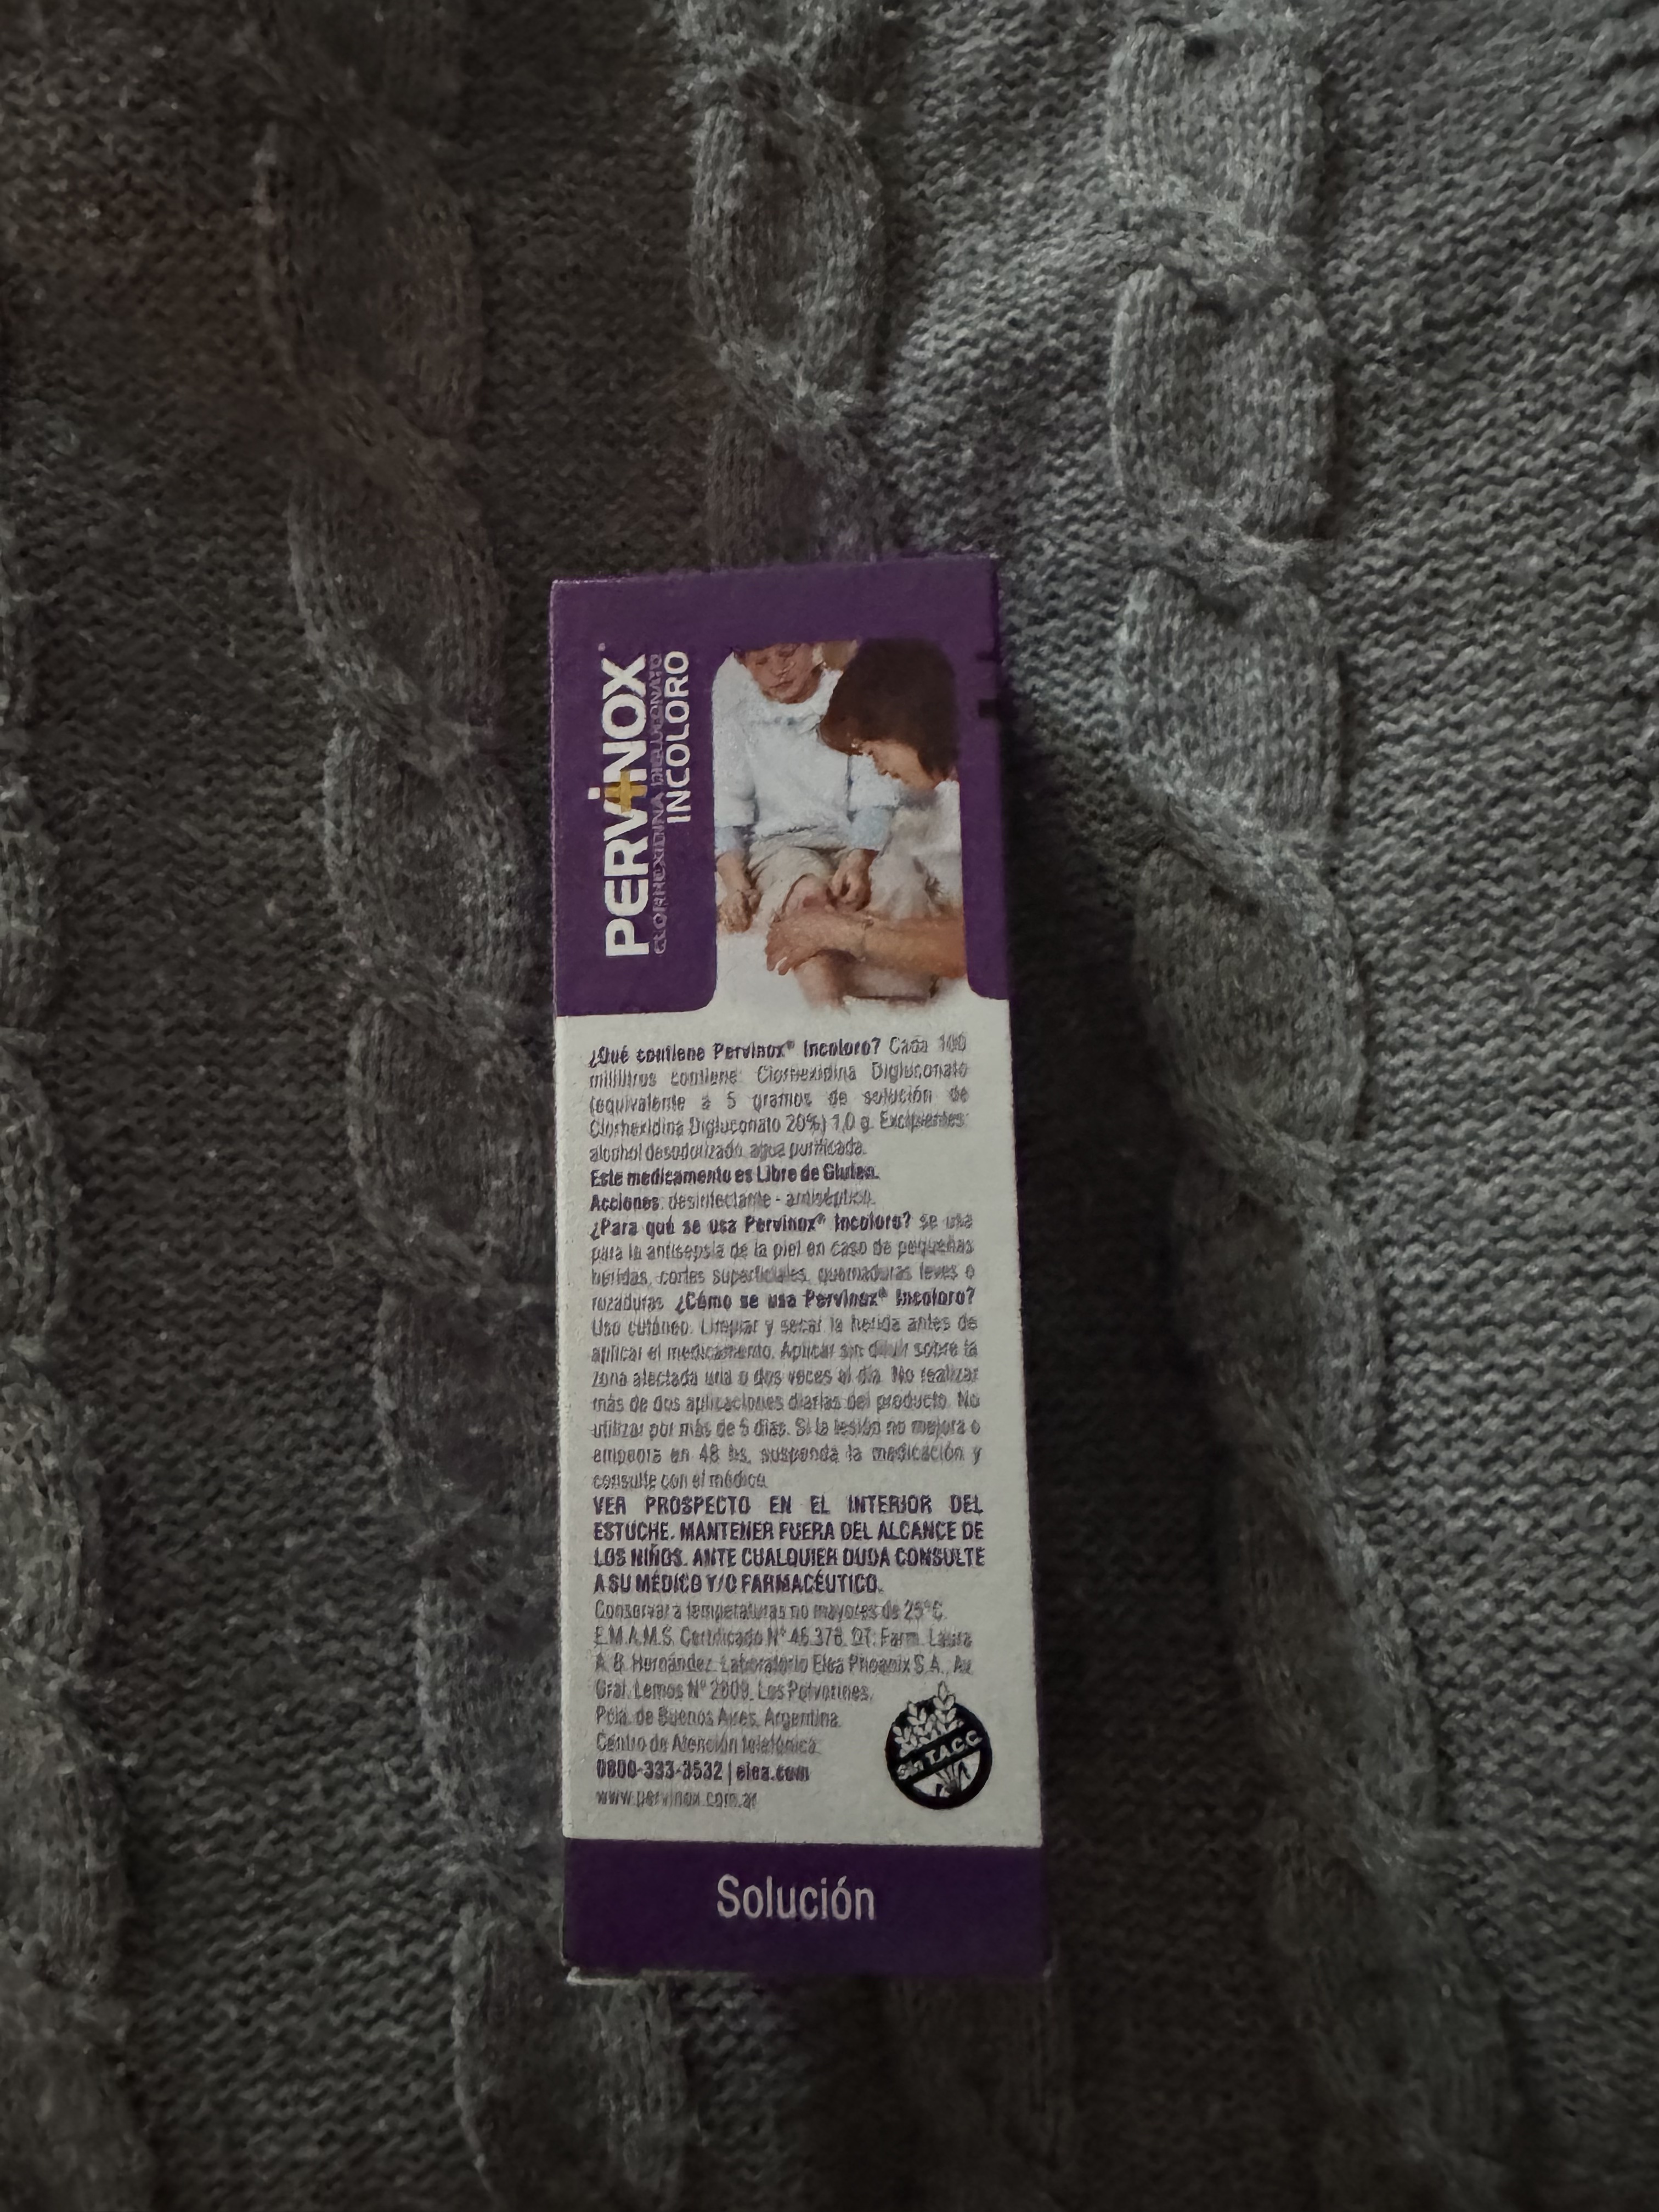 PERVINOX®
CLORHEXIDINA DIGLUCONATO
INCOLORO
¿Qué contiene Pervinox® Incoloro? Cada 100
mililitros contiene: Clorhexidina Digluconato
(equivalente a 5 gramos de solución de
Clorhexidina Digluconato 20%) 1,0 g. Excipientes:
alcohol desodorizado, agua purificada.
Este medicamento es Libre de Gluten.
Acciones: desinfectante - antiséptico.
¿Para qué se usa Pervinox® Incoloro? se usa
para la antisepsia de la piel en caso de pequeñas
heridas, cortes superficiales, quemaduras leves o
rozaduras. ¿Cómo se usa Pervinox® Incoloro?
Uso cutáneo. Limpiar y secar la herida antes de
aplicar el medicamento. Aplicar sin diluir sobre la
zona afectada una o dos veces al día. No realizar
más de dos aplicaciones diarias del producto. No
utilizar por más de 5 días. Si la lesión no mejora o
empeora en 48 hs, suspenda la medicación y
consulte con el médico.
VER PROSPECTO EN EL INTERIOR DEL
ESTUCHE. MANTENER FUERA DEL ALCANCE DE
LOS NIÑOS. ANTE CUALQUIER DUDA CONSULTE
A SU MÉDICO Y/O FARMACÉUTICO.
Conservar a temperaturas no mayores de 25°C.
E.M.A.M.S. Certificado N° 46.378. DT: Farm. Laura
A. B. Hernández. Laboratorio Elea Phoenix S.A., Av.
Gral. Lemos N° 2809, Los Polvorines,
Pcia. de Buenos Aires, Argentina.
Centro de Atención telefónica
0800-333-3532 | elea.com
www.pervinox.com.ar
Sin TACC
Solución